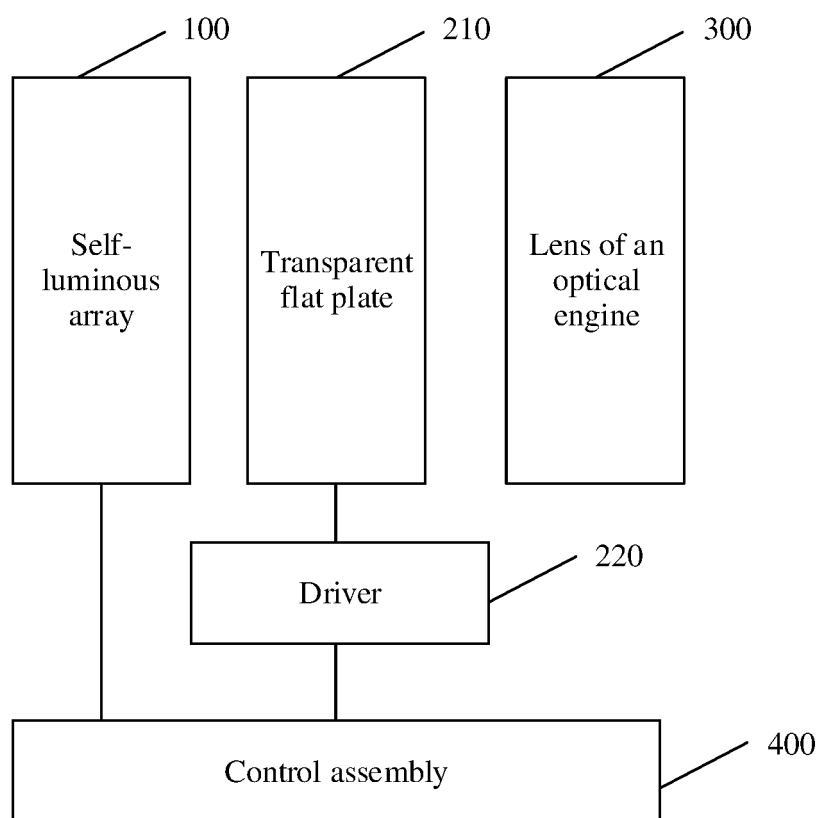 100
210
300
Self-
luminous
array
Transparent
flat plate
Lens of an
optical
engine
220
Driver
400
Control assembly